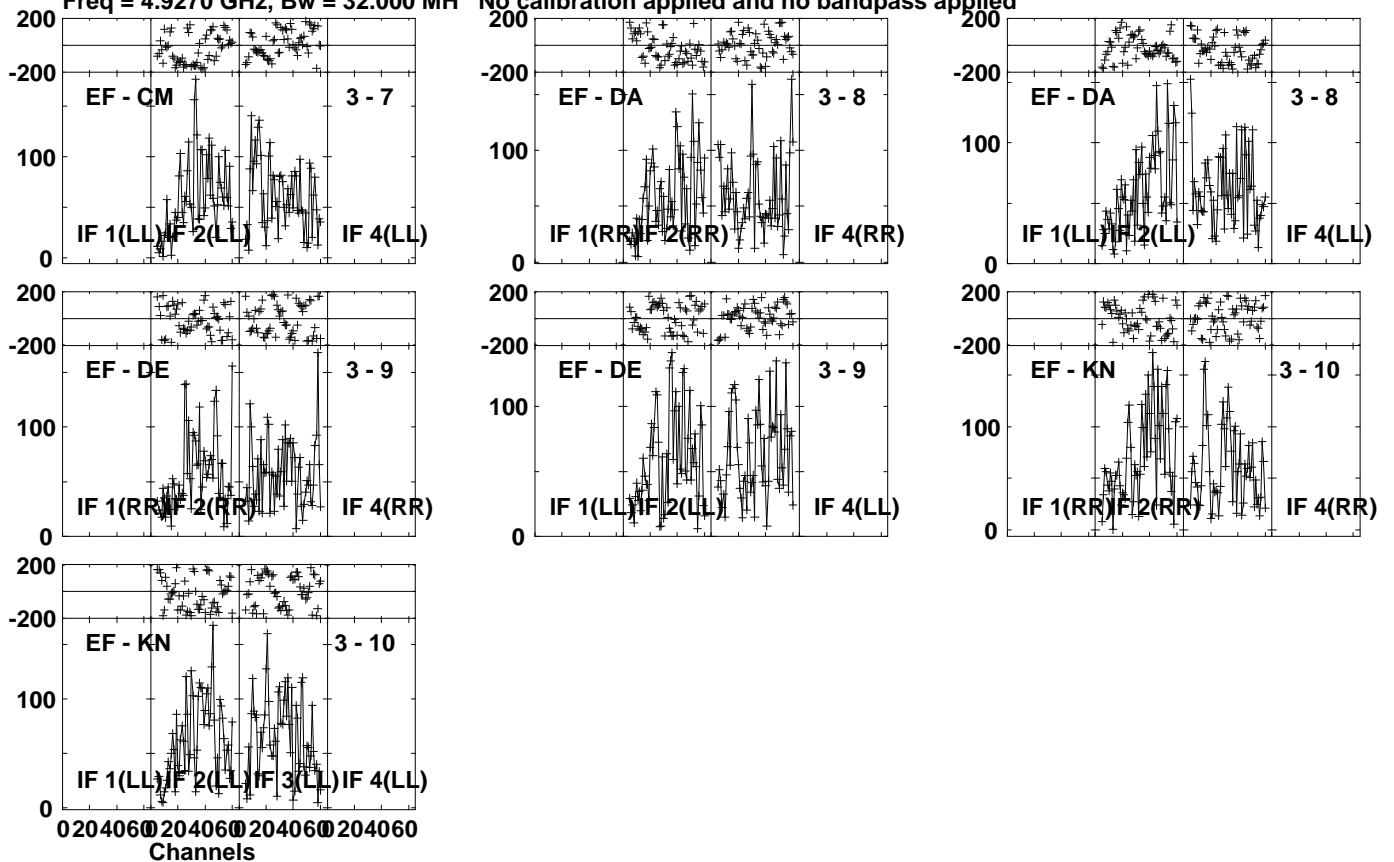 Freq = 4.9270 GHz, Bw = 32.000 MH No calibration applied and no bandpass applied
200 200 200
-200 -200 -200
EF - CM 3 - 7 EF - DA 3 - 8 EF - DA 3 - 8
100 100 100
IF 1(LL) IF 2(LL) IF 4(LL) IF 1(RR) IF 2(RR) IF 4(RR) IF 1(LL) IF 2(LL) IF 4(LL)
0 0 0
200 200 200
-200 -200 -200
EF - DE 3 - 9 EF - DE 3 - 9 EF - KN 3 - 10
100 100 100
IF 1(RR) IF 2(RR) IF 4(RR) IF 1(LL) IF 2(LL) IF 4(LL) IF 1(RR) IF 2(RR) IF 4(RR)
0 0 0
200
-200
EF - KN 3 - 10
100
IF 1(LL) IF 2(LL) IF 3(LL) IF 4(LL)
0
0 20 40 60 0 20 40 60 0 20 40 60 0 20 40 60
Channels